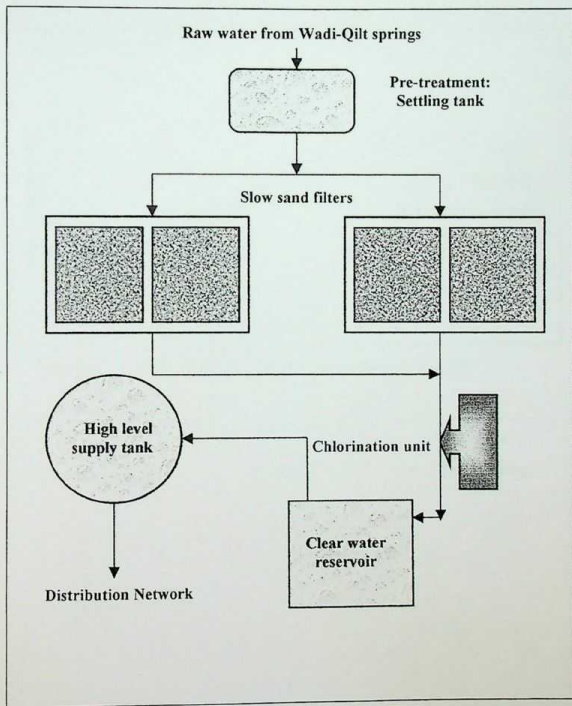 Raw water from Wadi-Qilt springs
Pre-treatment:
Settling tank
Slow sand filters
High level
supply tank
Chlorination unit
Clear water
reservoir
Distribution Network